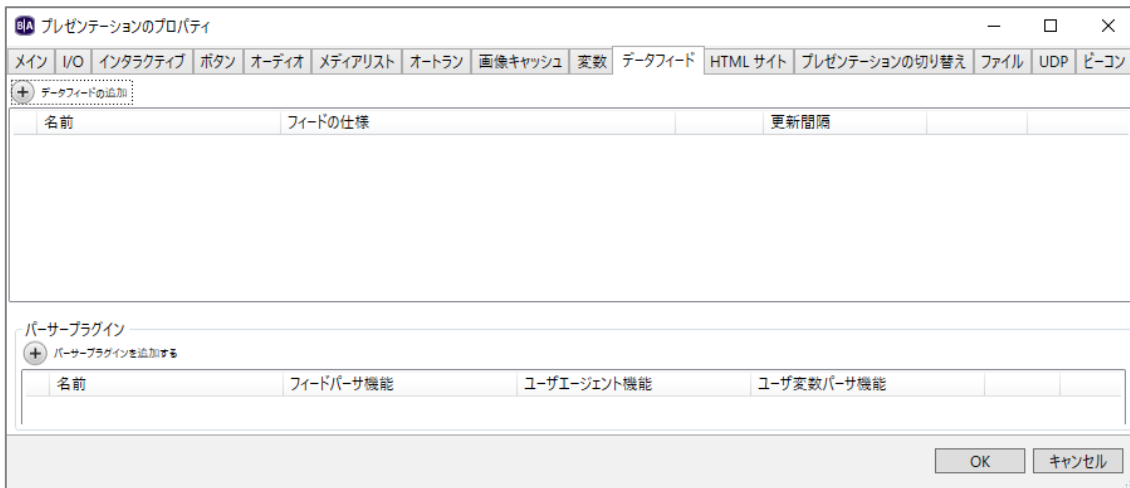 B|A プレゼンテーションのプロパティ
メイン I/O インタラクティブ ボタン オーディオ メディアリスト オートラン 画像キャッシュ 変数 データフィード HTML サイト プレゼンテーションの切り替え ファイル UDP ビーコン
データフィードの追加
名前 フィードの仕様 更新間隔
パーサープラグイン
パーサープラグインを追加する
名前 フィードパーサ機能 ユーザエージェント機能 ユーザ変数パーサ機能
OK キャンセル